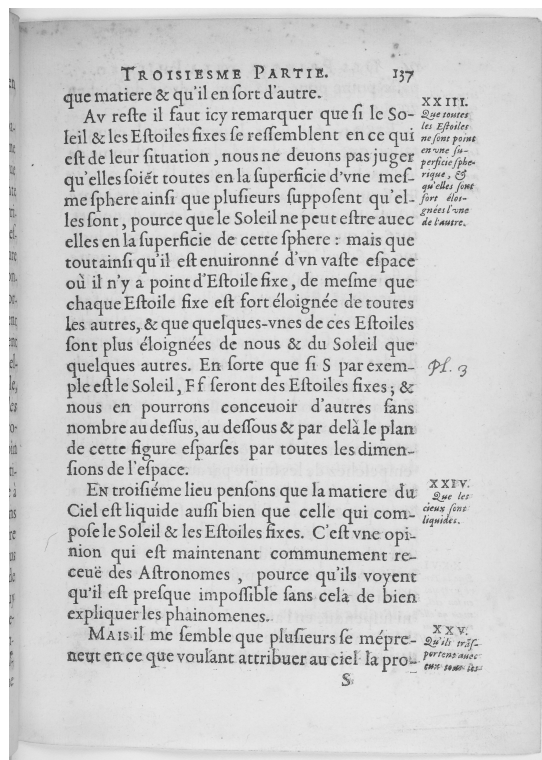 TROISIESME PARTIE. 137
que matiere & qu'il en sort d'autre.
AV reste il faut icy remarquer que si le So-
leil & les Estoiles fixes se ressemblent en ce qui
est de leur situation, nous ne deuons pas juger
qu'elles soiẽt toutes en la superficie d'vne mes-
me sphere ainsi que plusieurs supposent qu'el-
les sont, pource que le Soleil ne peut estre auec
elles en la superficie de cette sphere : mais que
tout ainsi qu'il est enuironné d'vn vaste espace
où il n'y a point d'Estoile fixe, de mesme que
chaque Estoile fixe est fort éloignée de toutes
les autres, & que quelques-vnes de ces Estoiles
sont plus éloignées de nous & du Soleil que
quelques autres. En sorte que si S par exem-
ple est le Soleil, F f seront des Estoiles fixes ; &
nous en pourrons conceuoir d'autres sans
nombre au dessus, au dessous & par delà le plan
de cette figure esparses par toutes les dimen-
sions de l'espace.
EN troisiéme lieu pensons que la matiere du
Ciel est liquide aussi bien que celle qui com-
pose le Soleil & les Estoiles fixes. C'est vne opi-
nion qui est maintenant communement re-
ceuë des Astronomes, pource qu'ils voyent
qu'il est presque impossible sans cela de bien
expliquer les phainomenes.
MAIS il me semble que plusieurs se mépre-
nent en ce que voulant attribuer au ciel la pro-
S
XXIII.
Que toutes
les Estoiles
ne sont point
en vne su-
perficie sphe-
rique, &
qu'elles sont
fort éloi-
gnées l'vne
de l'autre.
Pl. 3
XXIV.
Que les
cieux sont
liquides.
XXV.
Qu'ils trãs-
portent auec
eux tous les